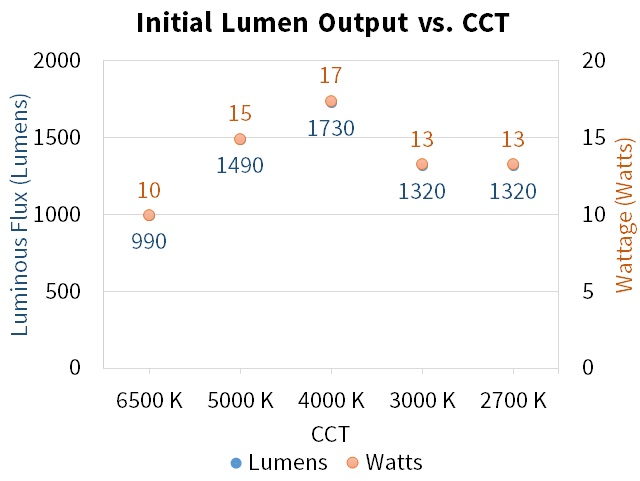 Initial Lumen Output vs. CCT
2000
1500
1000
500
0
Luminous Flux (Lumens)
20
15
10
5
0
Wattage (Watts)
10
990
15
1490
17
1730
13
1320
13
1320
6500 K
5000 K
4000 K
3000 K
2700 K
CCT
Lumens
Watts